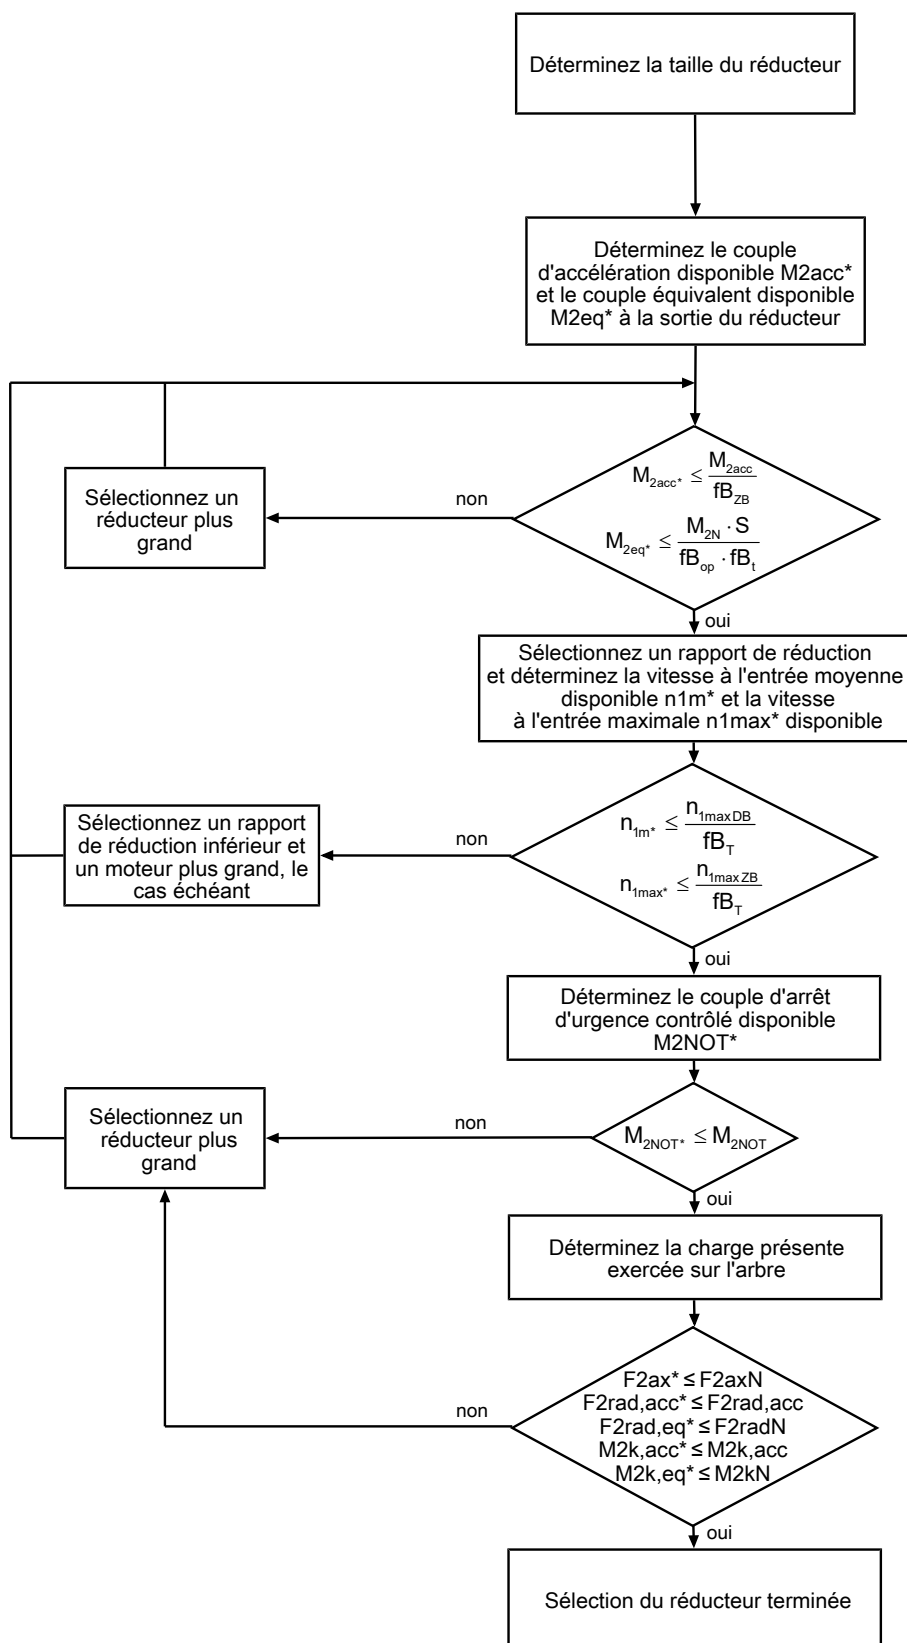 Déterminez la taille du réducteur
Déterminez le couple
d'accélération disponible M2acc*
et le couple équivalent disponible
M2eq* à la sortie du réducteur
M2acc* ≤ M2acc / fBZB
M2eq* ≤ M2N · S / fBop · fBt
non
Sélectionnez un
réducteur plus
grand
oui
Sélectionnez un rapport de réduction
et déterminez la vitesse à l'entrée moyenne
disponible n1m* et la vitesse
à l'entrée maximale n1max* disponible
n1m* ≤ n1maxDB / fBT
n1max* ≤ n1maxZB / fBT
non
Sélectionnez un rapport
de réduction inférieur et
un moteur plus grand, le
cas échéant
oui
Déterminez le couple d'arrêt
d'urgence contrôlé disponible
M2NOT*
M2NOT* ≤ M2NOT
non
Sélectionnez un
réducteur plus
grand
oui
Déterminez la charge présente
exercée sur l'arbre
F2ax* ≤ F2axN
F2rad,acc* ≤ F2rad,acc
F2rad,eq* ≤ F2radN
M2k,acc* ≤ M2k,acc
M2k,eq* ≤ M2kN
non
oui
Sélection du réducteur terminée